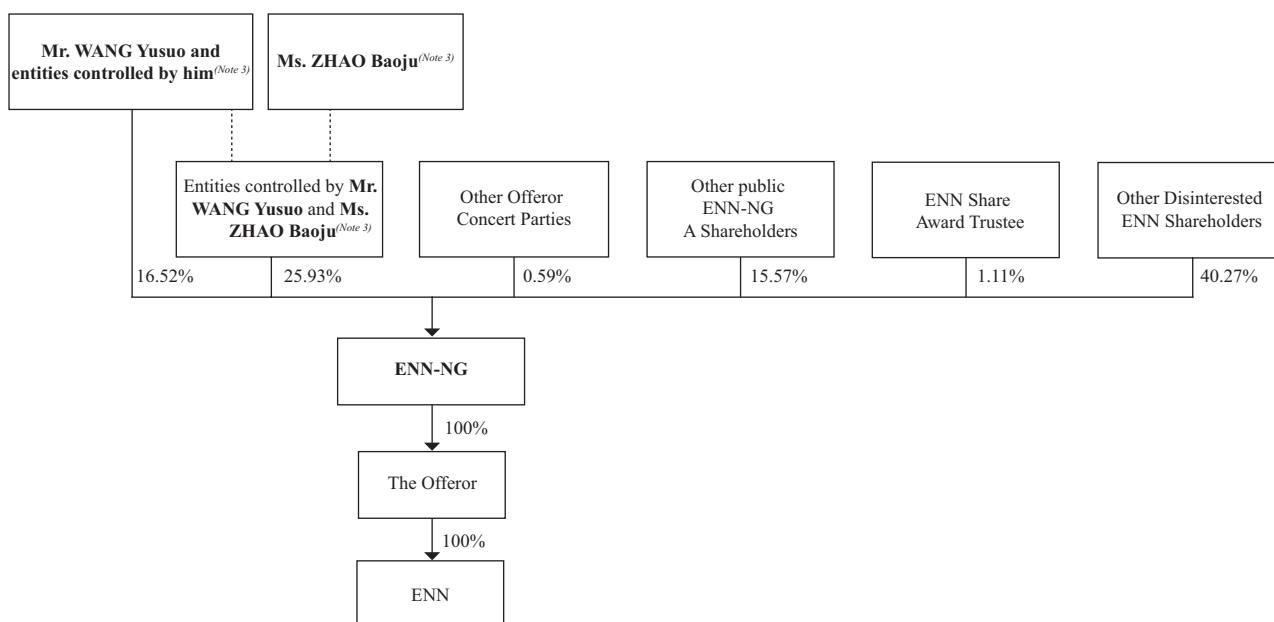 Mr. WANG Yusuo and
entities controlled by him(Note 3)
Ms. ZHAO Baoju(Note 3)
Entities controlled by Mr.
WANG Yusuo and Ms.
ZHAO Baoju(Note 3)
Other Offeror
Concert Parties
Other public
ENN-NG
A Shareholders
ENN Share
Award Trustee
Other Disinterested
ENN Shareholders
16.52%
25.93%
0.59%
15.57%
1.11%
40.27%
ENN-NG
100%
The Offeror
100%
ENN